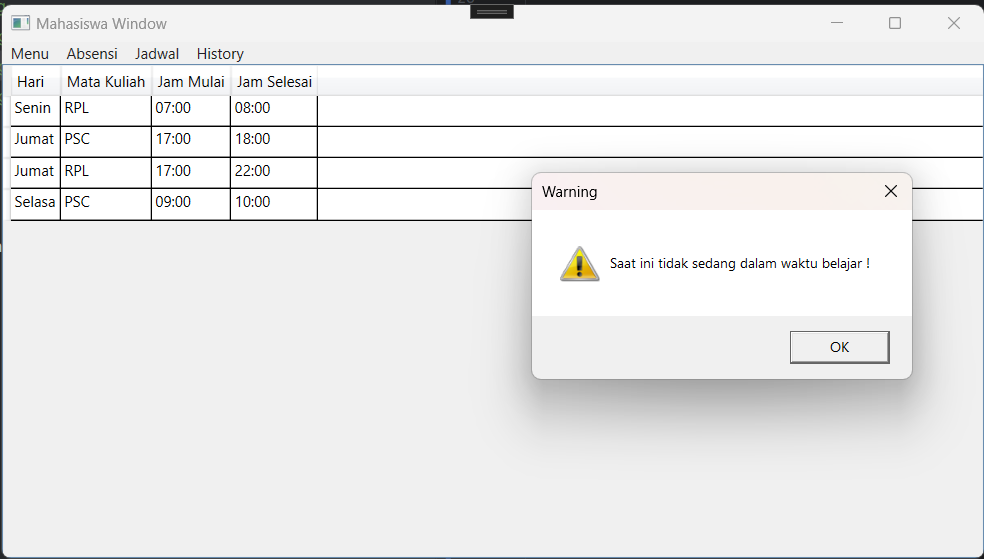 Mahasiswa Window
Menu Absensi Jadwal History
Hari Mata Kuliah Jam Mulai Jam Selesai
Senin RPL 07:00 08:00
Jumat PSC 17:00 18:00
Jumat RPL 17:00 22:00
Selasa PSC 09:00 10:00
Warning
Saat ini tidak sedang dalam waktu belajar !
OK